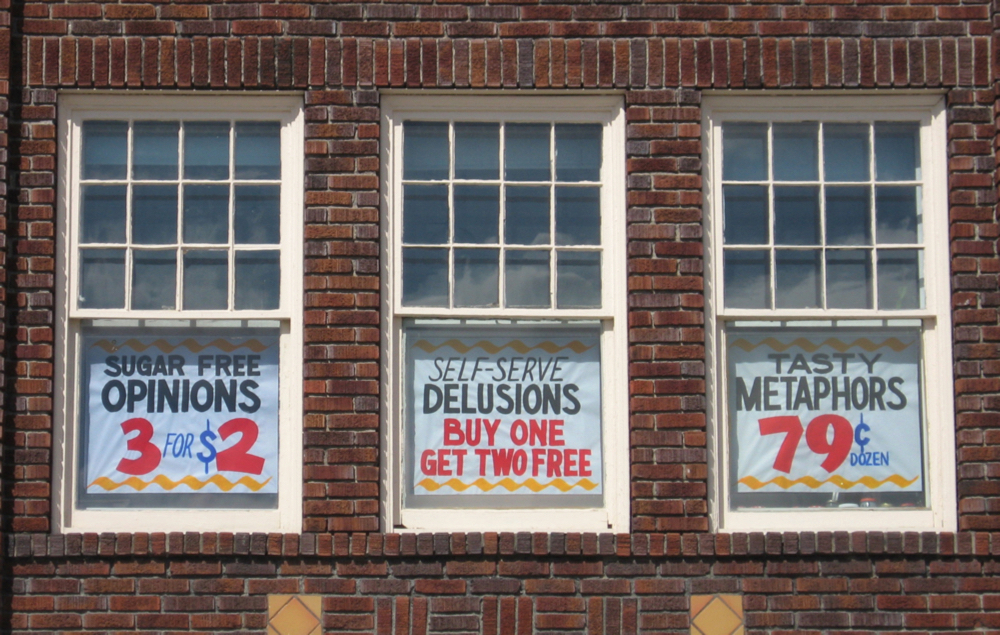 SUGAR FREE
OPINIONS
3 FOR $2
SELF-SERVE
DELUSIONS
BUY ONE
GET TWO FREE
TASTY
METAPHORS
79¢ DOZEN